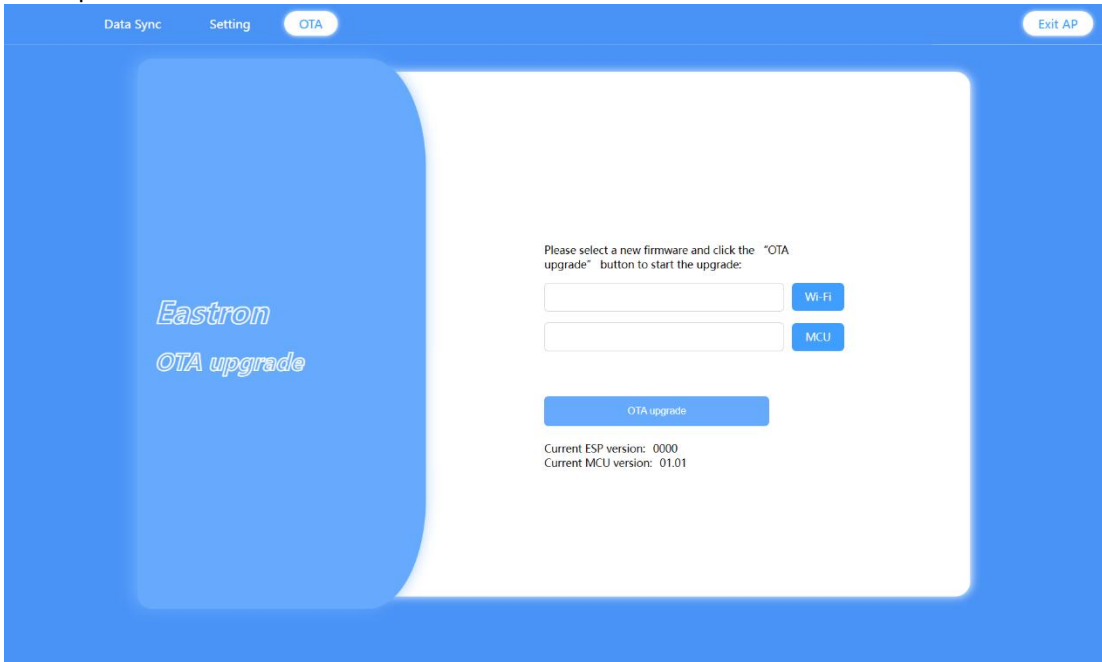 Data Sync
Setting
OTA
Exit AP
Eastron
OTA upgrade
Please select a new firmware and click the “OTA
upgrade” button to start the upgrade:
Wi-Fi
MCU
OTA upgrade
Current ESP version: 0000
Current MCU version: 01.01